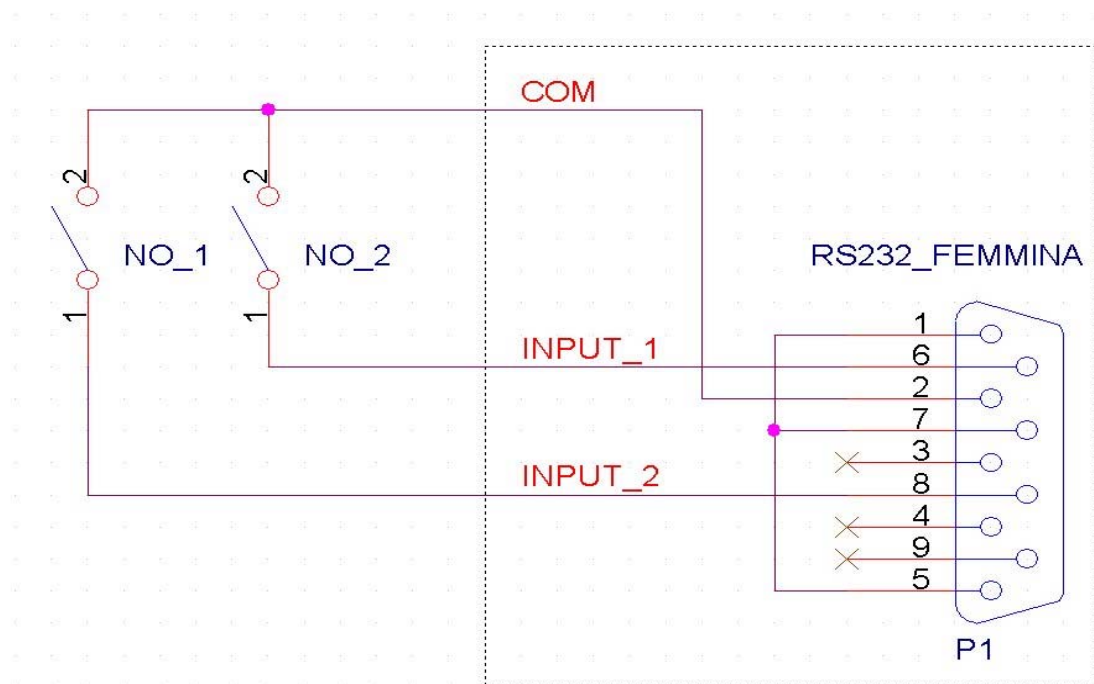 COM
2
2
NO_1
NO_2
RS232_FEMMINA
1
1
1
INPUT_1
6
2
7
3
INPUT_2
8
4
9
5
P1